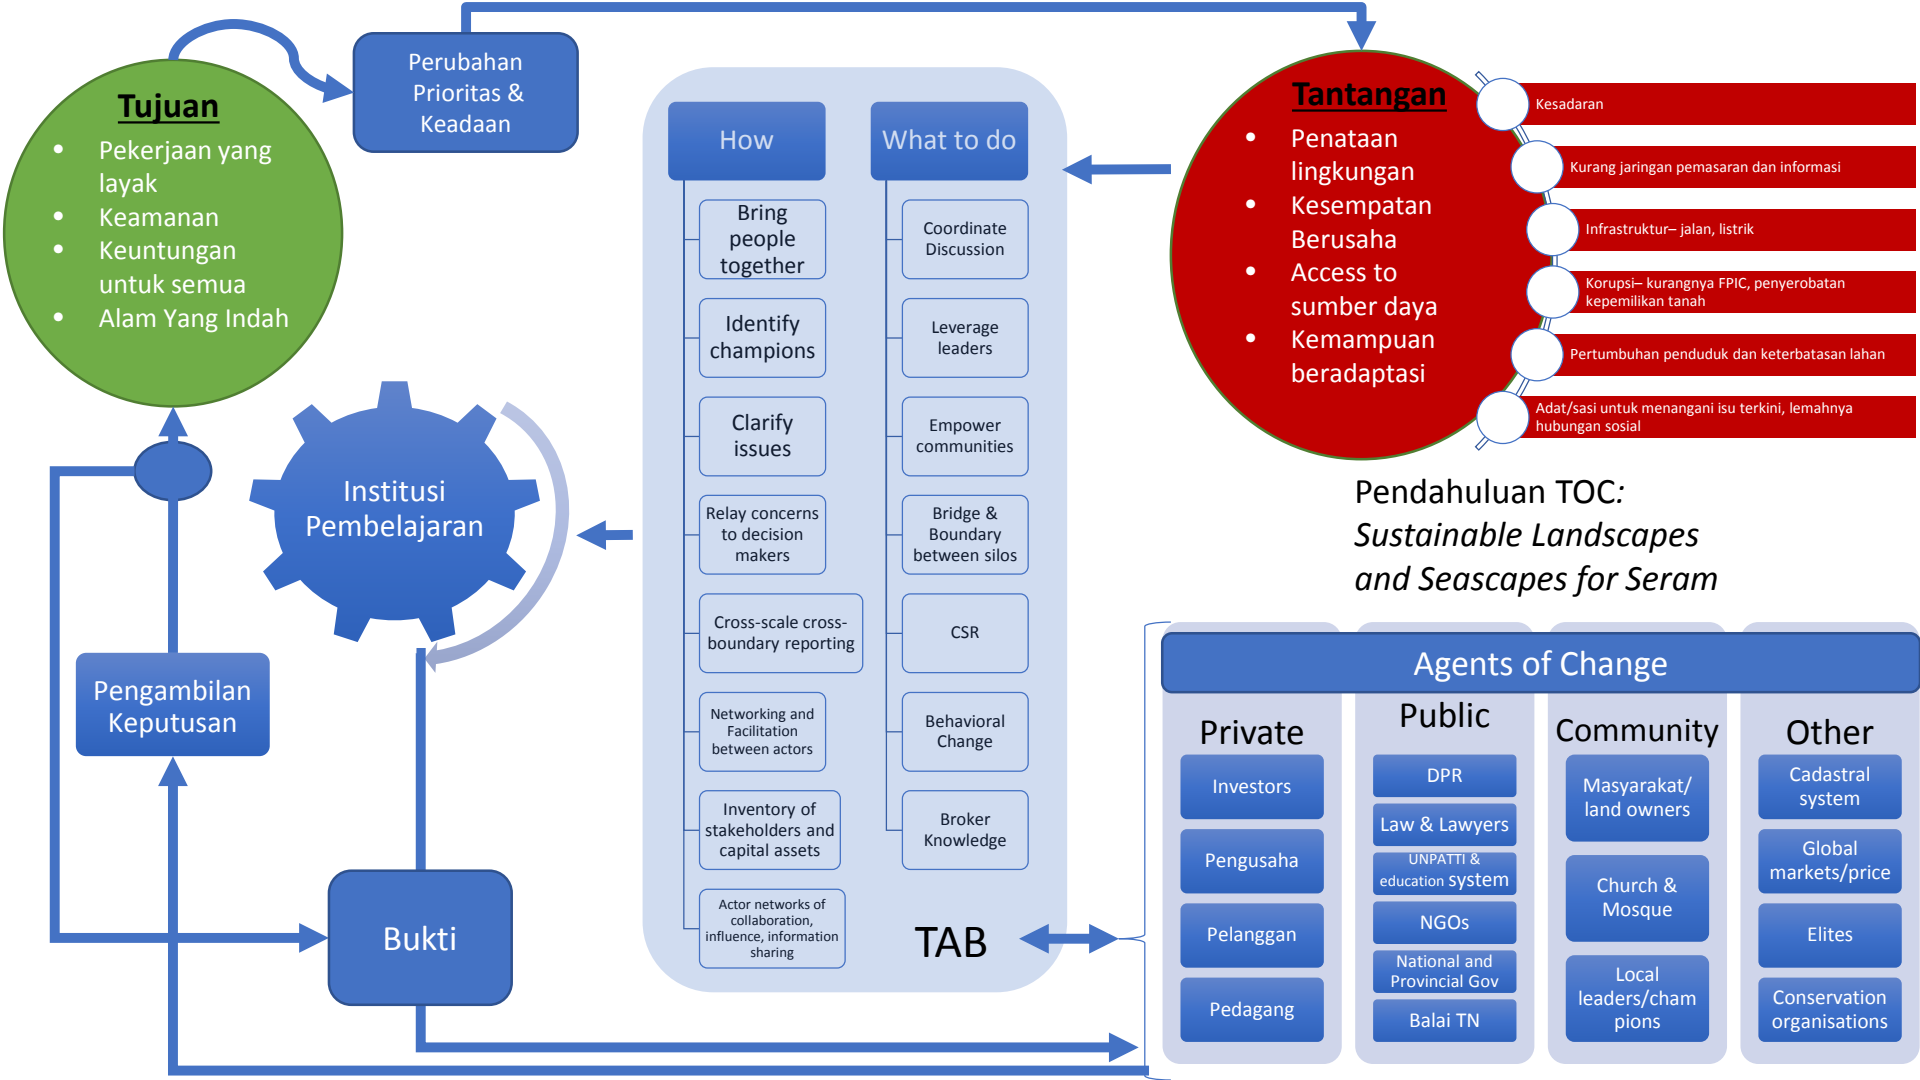 Perubahan
Prioritas &
Keadaan
Tujuan
• Pekerjaan yang
layak
• Keamanan
• Keuntungan
untuk semua
• Alam Yang Indah
How
Bring
people
together
Identify
champions
Clarify
issues
Relay concerns
to decision
makers
Cross-scale cross-
boundary reporting
Networking and
Facilitation
between actors
Inventory of
stakeholders and
capital assets
Actor networks of
collaboration,
influence, information
sharing
What to do
Coordinate
Discussion
Leverage
leaders
Empower
communities
Bridge &
Boundary
between silos
CSR
Behavioral
Change
Broker
Knowledge
TAB
Tantangan
• Penataan
lingkungan
• Kesempatan
Berusaha
• Access to
sumber daya
• Kemampuan
beradaptasi
Kesadaran
Kurang jaringan pemasaran dan informasi
Infrastruktur– jalan, listrik
Korupsi– kurangnya FPIC, penyerobatan
kepemilikan tanah
Pertumbuhan penduduk dan keterbatasan lahan
Adat/sasi untuk menangani isu terkini, lemahnya
hubungan sosial
Pendahuluan TOC:
Sustainable Landscapes
and Seascapes for Seram
Institusi
Pembelajaran
Pengambilan
Keputusan
Bukti
Agents of Change
Private
Investors
Pengusaha
Pelanggan
Pedagang
Public
DPR
Law & Lawyers
UNPATTI &
education system
NGOs
National and
Provincial Gov
Balai TN
Community
Masyarakat/
land owners
Church &
Mosque
Local
leaders/cham
pions
Other
Cadastral
system
Global
markets/price
Elites
Conservation
organisations